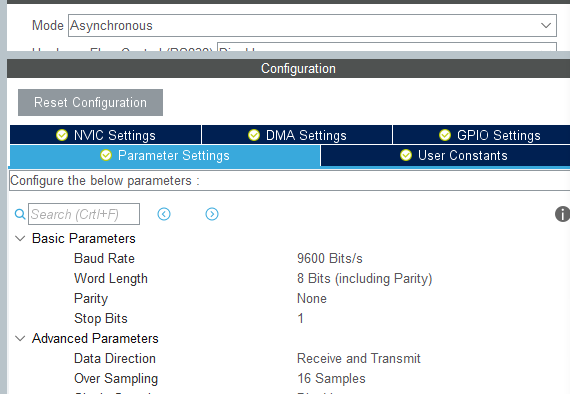 Mode Asynchronous
Configuration
Reset Configuration
NVIC Settings DMA Settings GPIO Settings
Parameter Settings User Constants
Configure the below parameters :
Search (Crtl+F)
Basic Parameters
Baud Rate 9600 Bits/s
Word Length 8 Bits (including Parity)
Parity None
Stop Bits 1
Advanced Parameters
Data Direction Receive and Transmit
Over Sampling 16 Samples